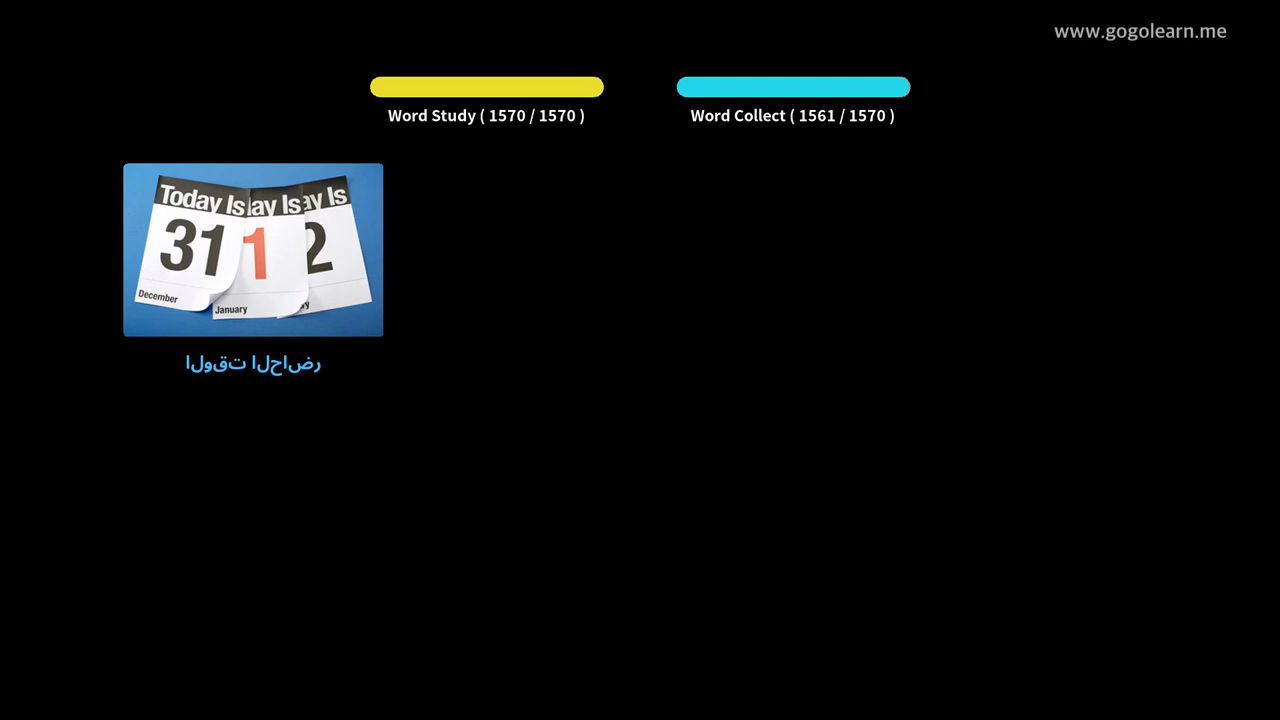 www.gogolearn.me
Word Study ( 1570 / 1570 )
Word Collect ( 1561 / 1570 )
Today Is
31
December
ay Is
1
January
ay Is
2
ry
الوقت الحاضر